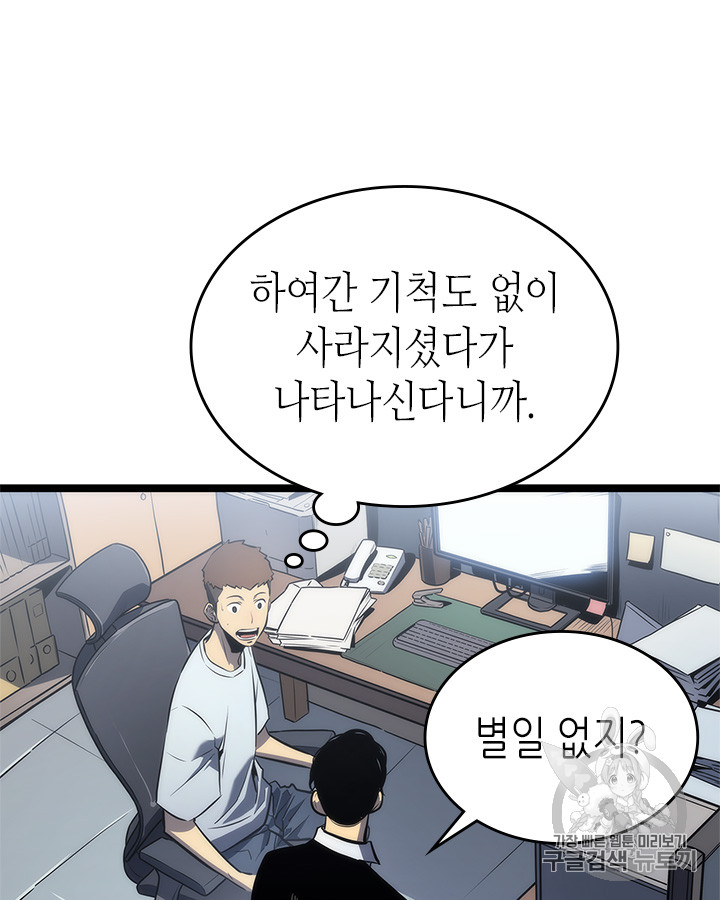 하여간 기척도 없이
사라지셨다가
나타나신다니까.
별일 없지?
가장 빠른 웹툰 미리보기
구글검색 뉴토끼